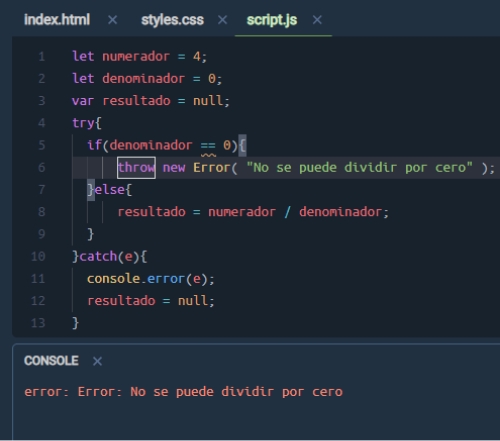 index.html × styles.css × script.js ×
1 let numerador = 4;
2 let denominador = 0;
3 var resultado = null;
4 try{
5 if(denominador == 0){
6 throw new Error( "No se puede dividir por cero" );
7 }else{
8 resultado = numerador / denominador;
9 }
10 }catch(e){
11 console.error(e);
12 resultado = null;
13 }
CONSOLE ×
error: Error: No se puede dividir por cero